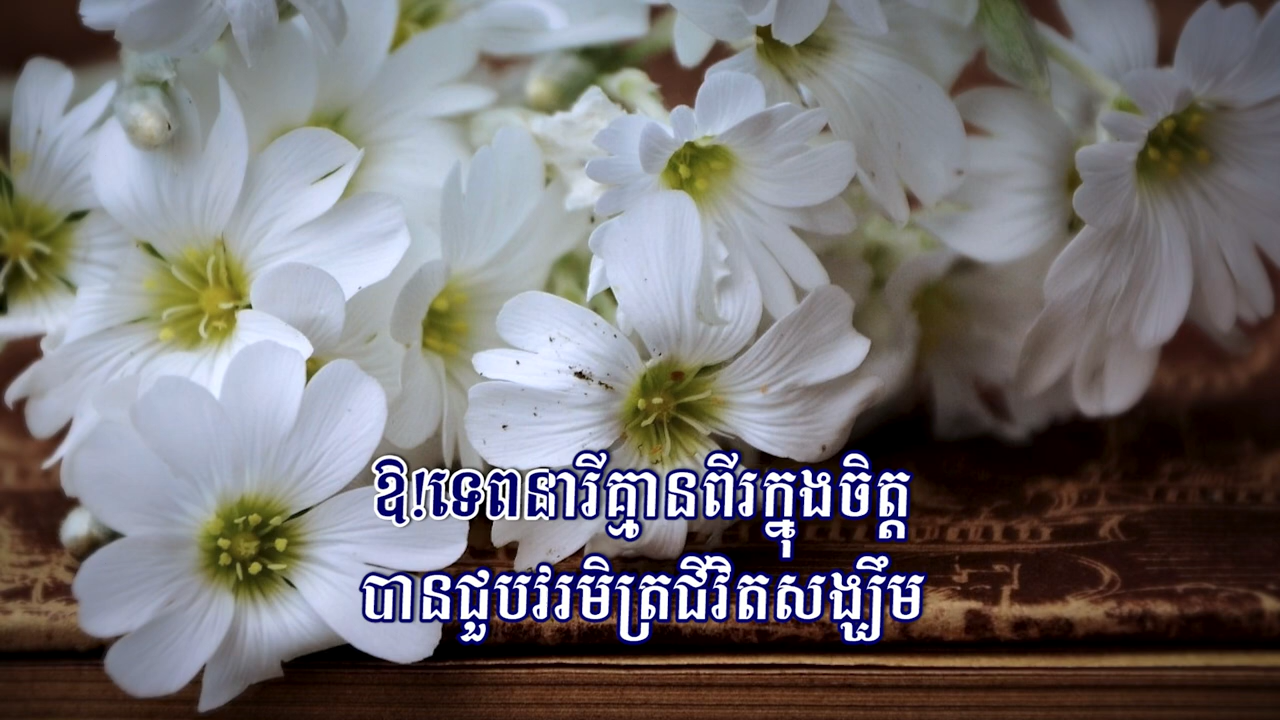 ឱ!ទេពនារីគ្មានពីរក្នុងចិត្ត
បានជួបវរមិត្រជីវិតសង្ឃឹម